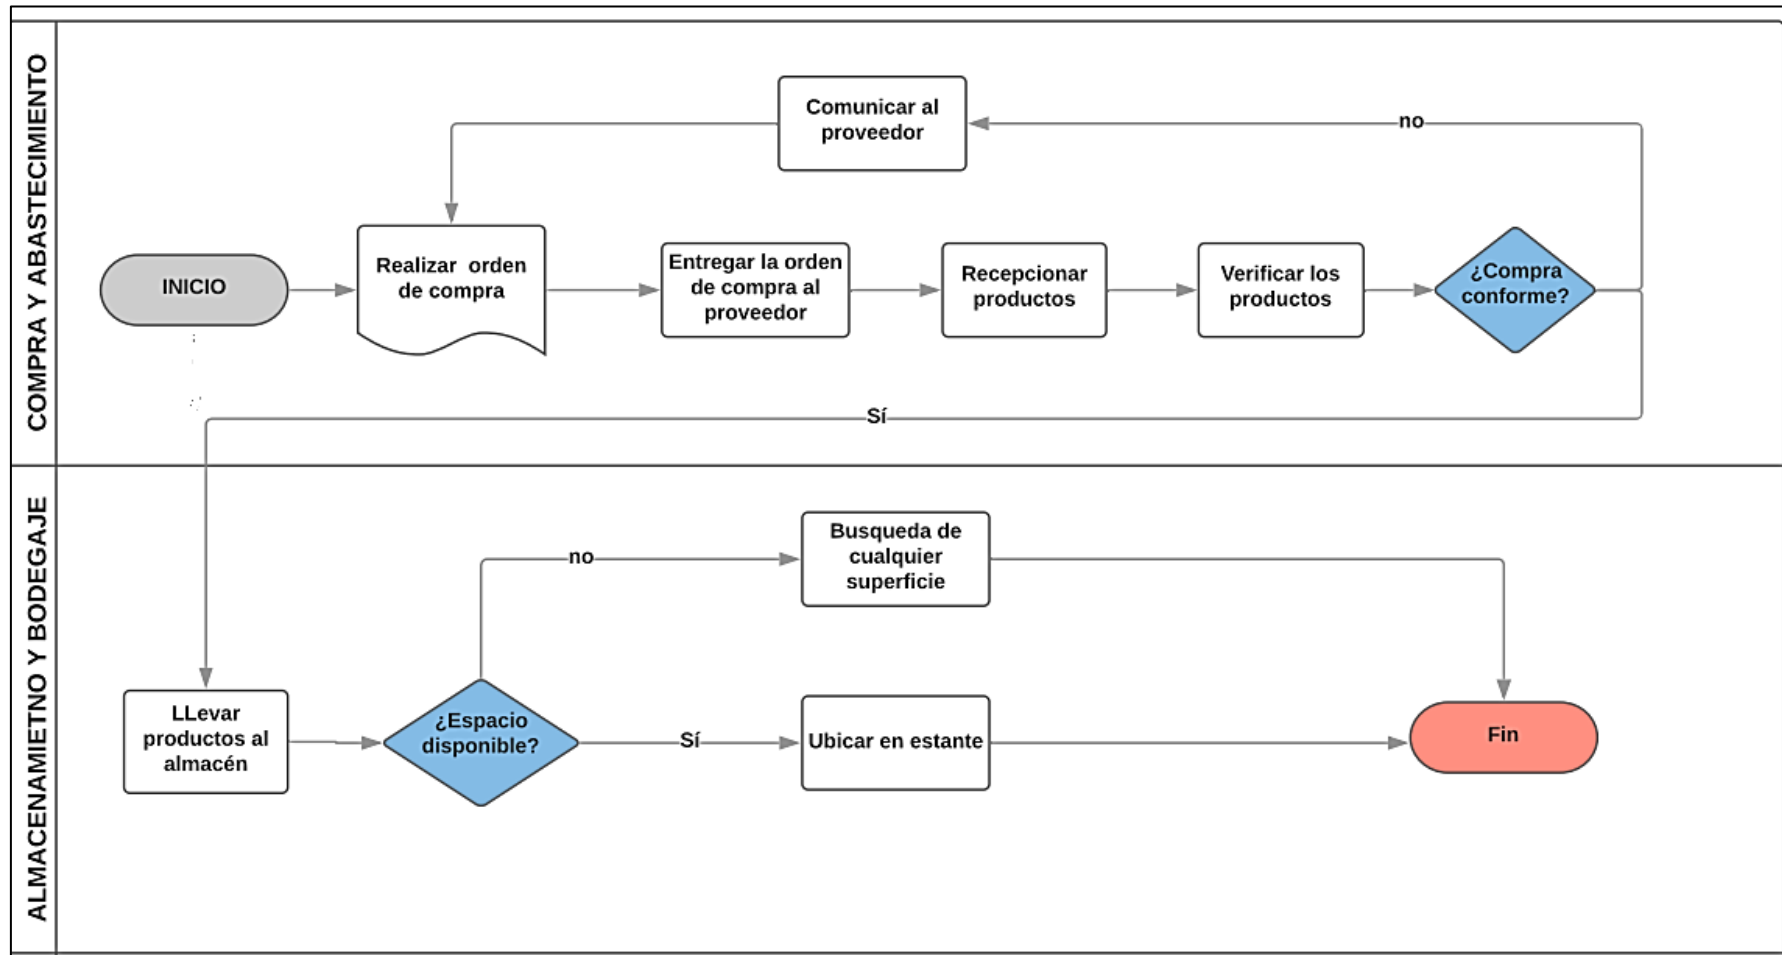 COMPRA Y ABASTECIMIENTO
Comunicar al
proveedor
no
INICIO
Realizar orden
de compra
Entregar la orden
de compra al
proveedor
Recepcionar
productos
Verificar los
productos
¿Compra
conforme?
Sí
ALMACENAMIETNO Y BODEGAJE
Busqueda de
cualquier
superficie
no
LLevar
productos al
almacén
¿Espacio
disponible?
Sí
Ubicar en estante
Fin